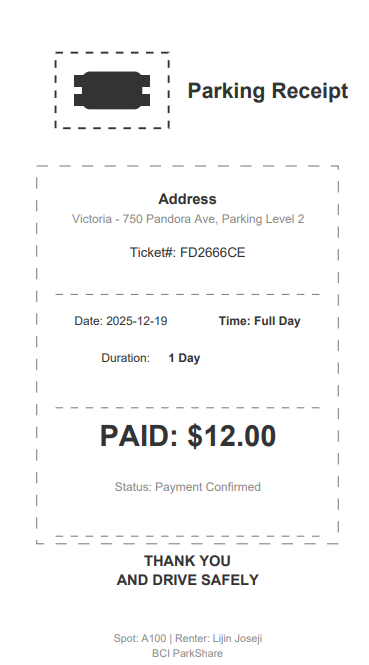 Parking Receipt
Address
Victoria - 750 Pandora Ave, Parking Level 2
Ticket#: FD2666CE
Date: 2025-12-19 Time: Full Day
Duration: 1 Day
PAID: $12.00
Status: Payment Confirmed
THANK YOU
AND DRIVE SAFELY
Spot: A100 | Renter: Lijin Joseji
BCI ParkShare